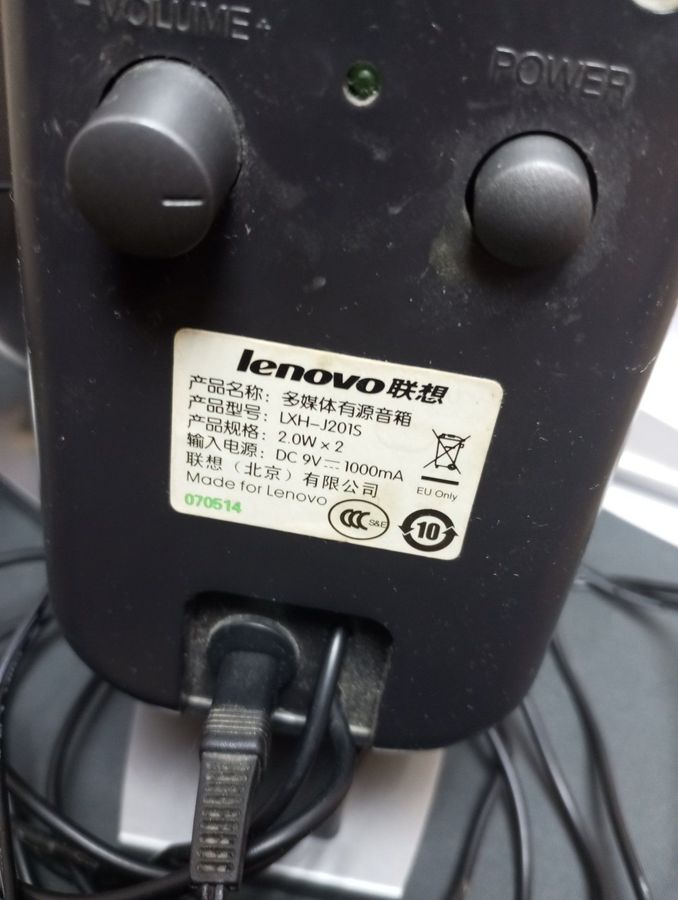 - VOLUME +
POWER
lenovo联想
产品名称：多媒体有源音箱
产品型号：LXH-J201S
产品规格：2.0W×2
输入电源：DC 9V⎓1000mA
联想（北京）有限公司
Made for Lenovo
070514
EU Only
CCC S&E
10